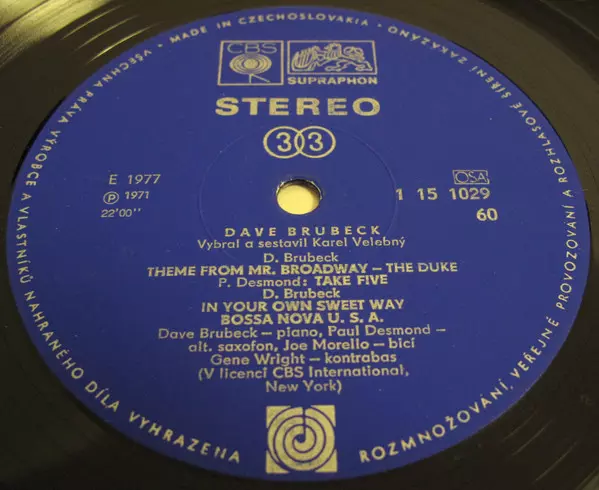 MADE IN CZECHOSLOVAKIA • VŠECHNA PRÁVA VÝROBCE A VLASTNÍKŮ NAHRANÉHO DÍLA VYHRAZENA
ROZMNOŽOVÁNÍ, VEŘEJNÉ PROVOZOVÁNÍ A ROZHLASOVÉ ŠÍŘENÍ ZAKÁZÁNO •
CBS
SUPRAPHON
STEREO
33
E 1977
OSA
Ⓟ 1971
1 15 1029
22'00''
60
DAVE BRUBECK
Vybral a sestavil Karel Velebný
D. Brubeck
THEME FROM MR. BROADWAY – THE DUKE
P. Desmond: TAKE FIVE
D. Brubeck
IN YOUR OWN SWEET WAY
BOSSA NOVA U. S. A.
Dave Brubeck – piano, Paul Desmond –
alt. saxofon, Joe Morello – bicí
Gene Wright – kontrabas
(V licenci CBS International,
New York)